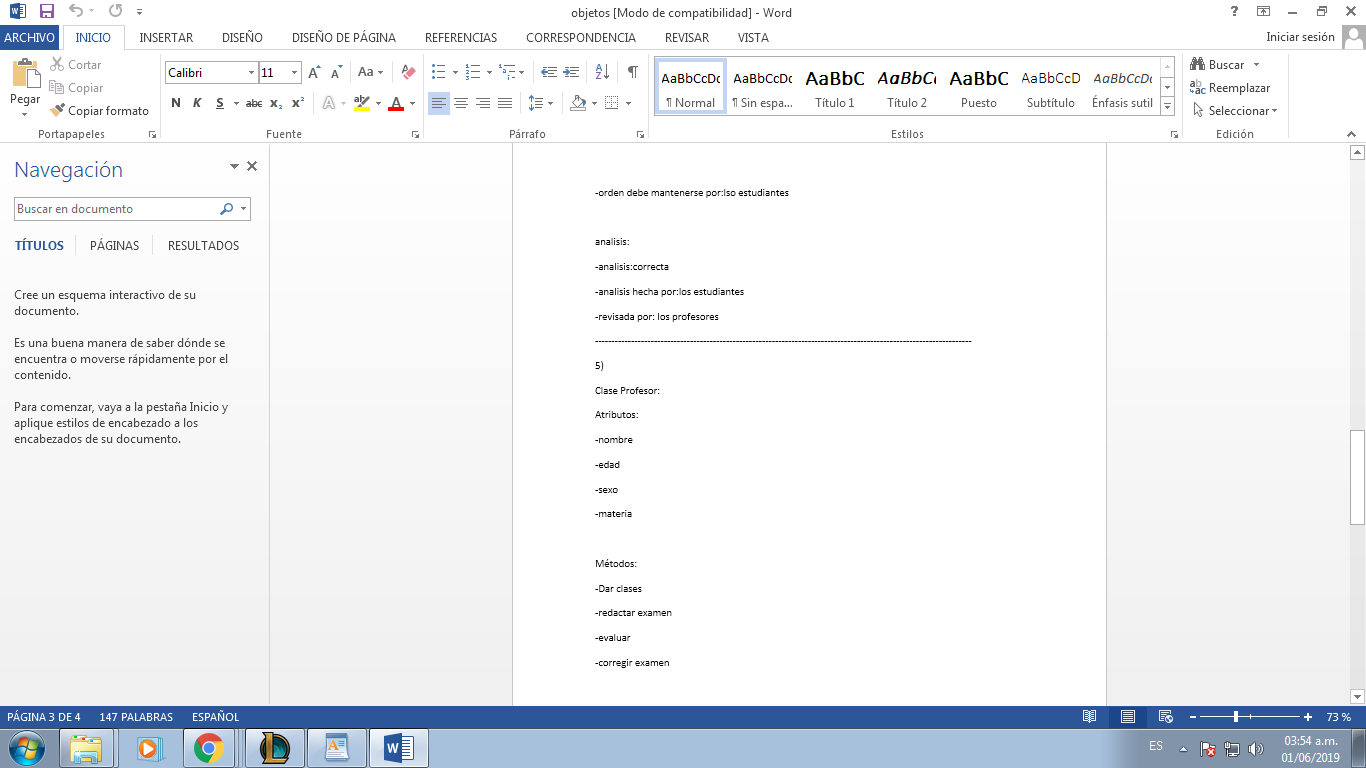 objetos [Modo de compatibilidad] - Word
ARCHIVO INICIO INSERTAR DISEÑO DISEÑO DE PÁGINA REFERENCIAS CORRESPONDENCIA REVISAR VISTA Iniciar sesión
Pegar
Cortar
Copiar
Copiar formato
Portapapeles
Calibri 11
N K S abc x₂ x²
Fuente
Párrafo
AaBbCcDc AaBbCcDc AaBbC AaBbCc AaBbC AaBbCcD AaBbCcDc
¶ Normal ¶ Sin espa... Título 1 Título 2 Puesto Subtítulo Énfasis sutil
Estilos
Buscar
Reemplazar
Seleccionar
Edición
Navegación
Buscar en documento
TÍTULOS PÁGINAS RESULTADOS
Cree un esquema interactivo de su
documento.
Es una buena manera de saber dónde se
encuentra o moverse rápidamente por el
contenido.
Para comenzar, vaya a la pestaña Inicio y
aplique estilos de encabezado a los
encabezados de su documento.
-orden debe mantenerse por:lso estudiantes
analisis:
-analisis:correcta
-analisis hecha por:los estudiantes
-revisada por: los profesores
-------------------------------------------------------------------------------------------------------------------
5)
Clase Profesor:
Atributos:
-nombre
-edad
-sexo
-materia
Métodos:
-Dar clases
-redactar examen
-evaluar
-corregir examen
PÁGINA 3 DE 4 147 PALABRAS ESPAÑOL 73 %
ES
03:54 a.m.
01/06/2019